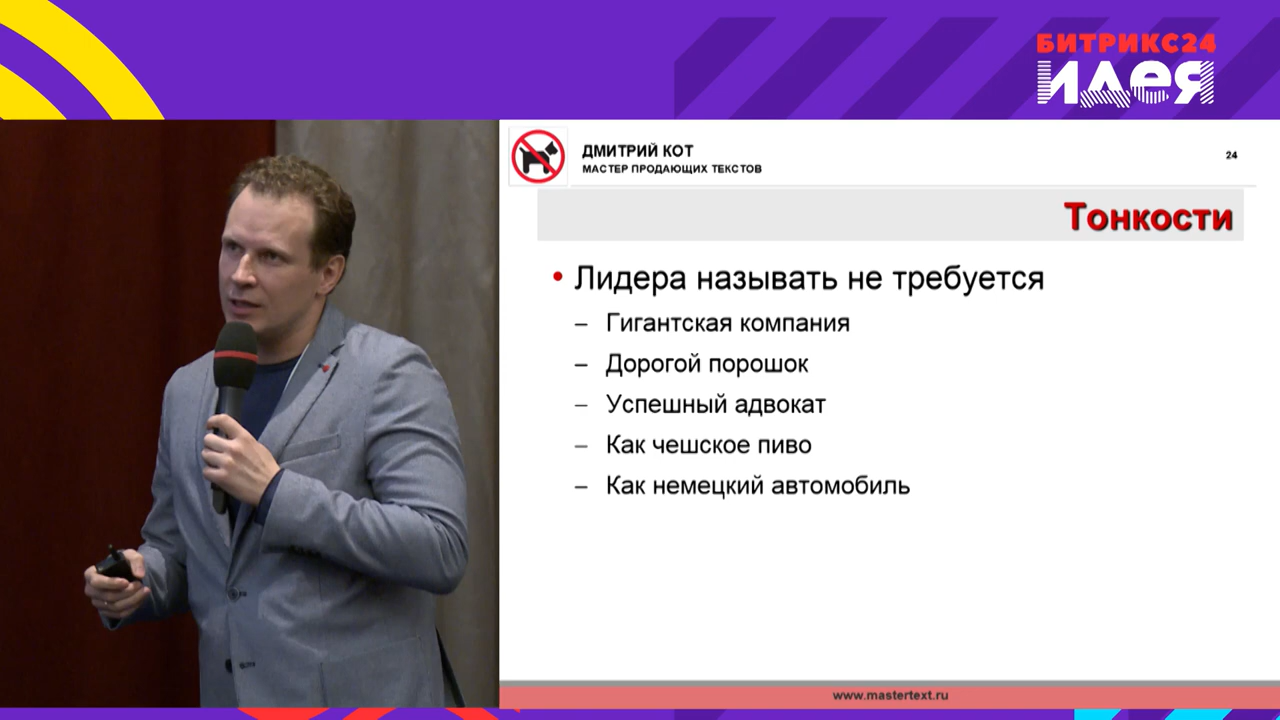 БИТРИКС24
идея
ДМИТРИЙ КОТ
МАСТЕР ПРОДАЮЩИХ ТЕКСТОВ
24
Тонкости
• Лидера называть не требуется
– Гигантская компания
– Дорогой порошок
– Успешный адвокат
– Как чешское пиво
– Как немецкий автомобиль
www.mastertext.ru